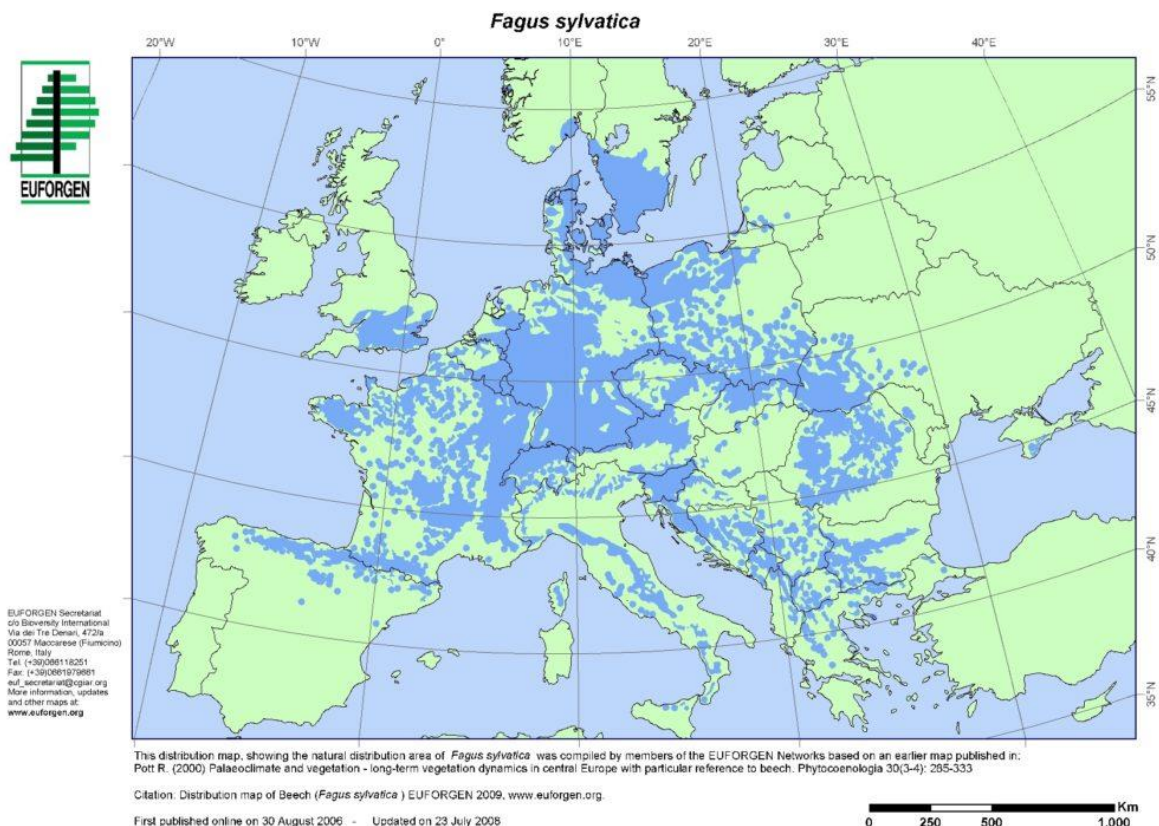 Fagus sylvatica
20°W 10°W 0° 10°E 20°E 30°E 40°E
55°N
50°N
45°N
40°N
35°N
EUFORGEN
EUFORGEN Secretariat
c/o Bioversity International
Via dei Tre Denari, 472/a
00057 Maccarese (Fiumicino)
Rome, Italy
Tel. (+39)066118251
Fax: (+39)0661979661
euf_secretariat@cgiar.org
More information, updates
and other maps at:
www.euforgen.org
This distribution map, showing the natural distribution area of Fagus sylvatica was compiled by members of the EUFORGEN Networks based on an earlier map published in:
Pott R. (2000) Palaeoclimate and vegetation - long-term vegetation dynamics in central Europe with particular reference to beech. Phytocoenologia 30(3-4): 285-333
Citation: Distribution map of Beech (Fagus sylvatica ) EUFORGEN 2009, www.euforgen.org.
First published online on 30 August 2006 - Updated on 23 July 2008
Km
0 250 500 1.000